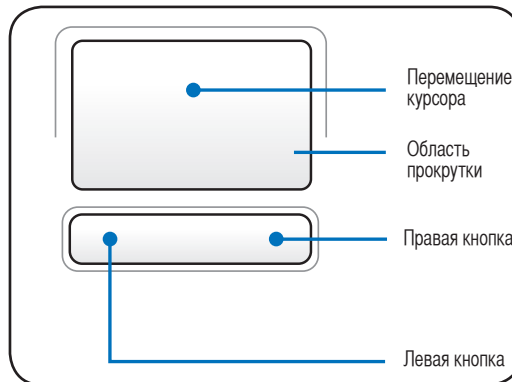 Перемещение
курсора
Область
прокрутки
Правая кнопка
Левая кнопка